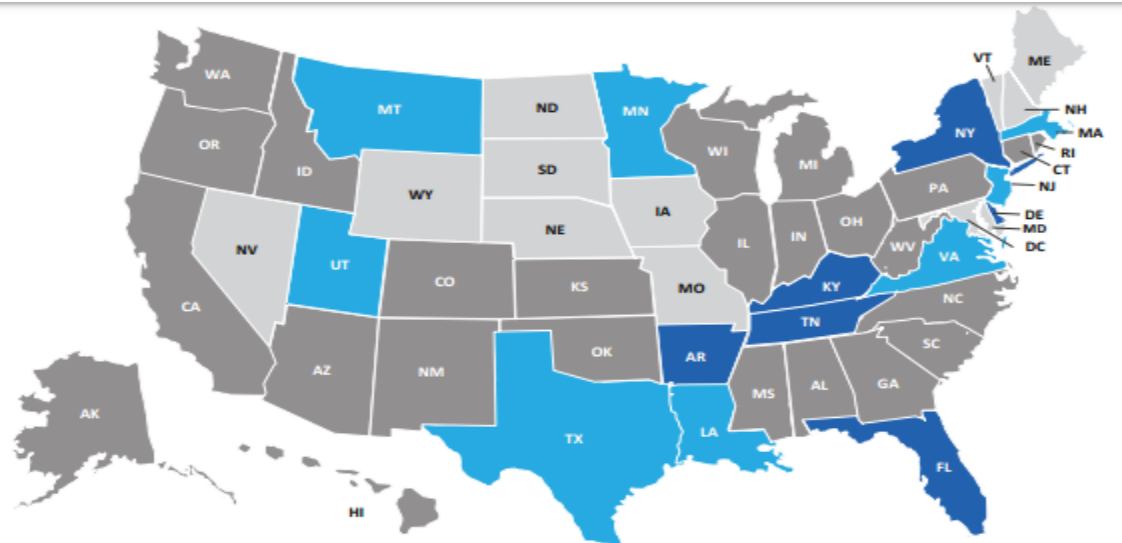 WA
MT
ND
MN
VT
ME
OR
ID
SD
WI
MI
NY
NH
MA
RI
CT
WY
IA
PA
NJ
NV
NE
IL
IN
OH
DE
MD
DC
UT
CO
KS
MO
WV
VA
KY
CA
NC
TN
AZ
NM
OK
AR
SC
MS
AL
GA
AK
TX
LA
FL
HI